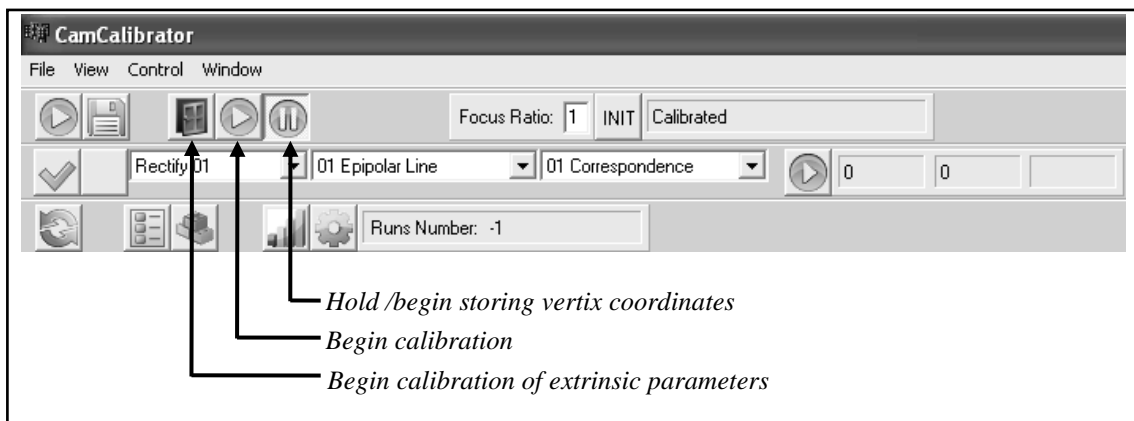 CamCalibrator
File View Control Window
Focus Ratio: 1 INIT Calibrated
Rectify 01 01 Epipolar Line 01 Correspondence 0 0
Runs Number: -1
Hold /begin storing vertix coordinates
Begin calibration
Begin calibration of extrinsic parameters